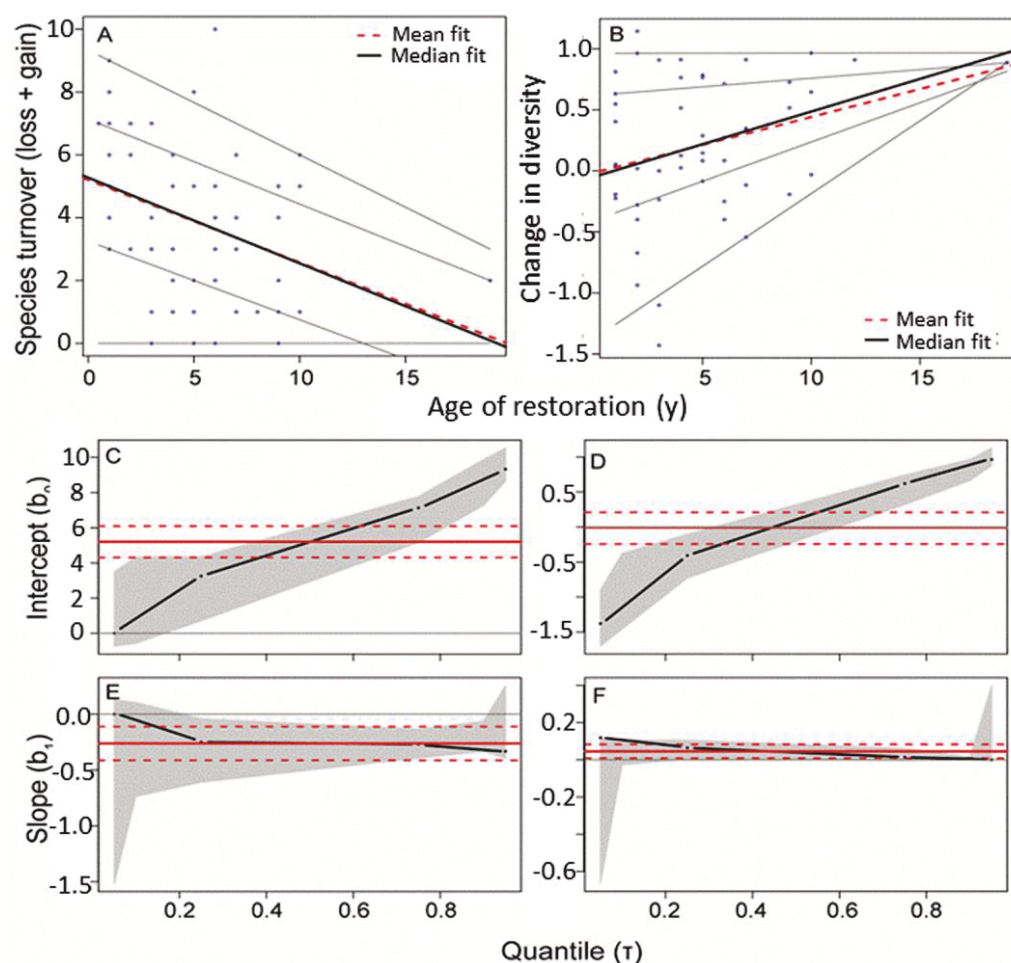 A
Mean fit
Median fit
Species turnover (loss + gain)
10
8
6
4
2
0
0
5
10
15
B
Mean fit
Median fit
Change in diversity
1.0
0.5
0.0
-0.5
-1.0
-1.5
5
10
15
Age of restoration (y)
C
Intercept (b₀)
10
8
6
4
2
0
D
0.5
-0.5
-1.5
E
Slope (b₁)
0.0
-0.5
-1.0
-1.5
0.2
0.4
0.6
0.8
F
0.2
-0.2
-0.6
0.2
0.4
0.6
0.8
Quantile (τ)